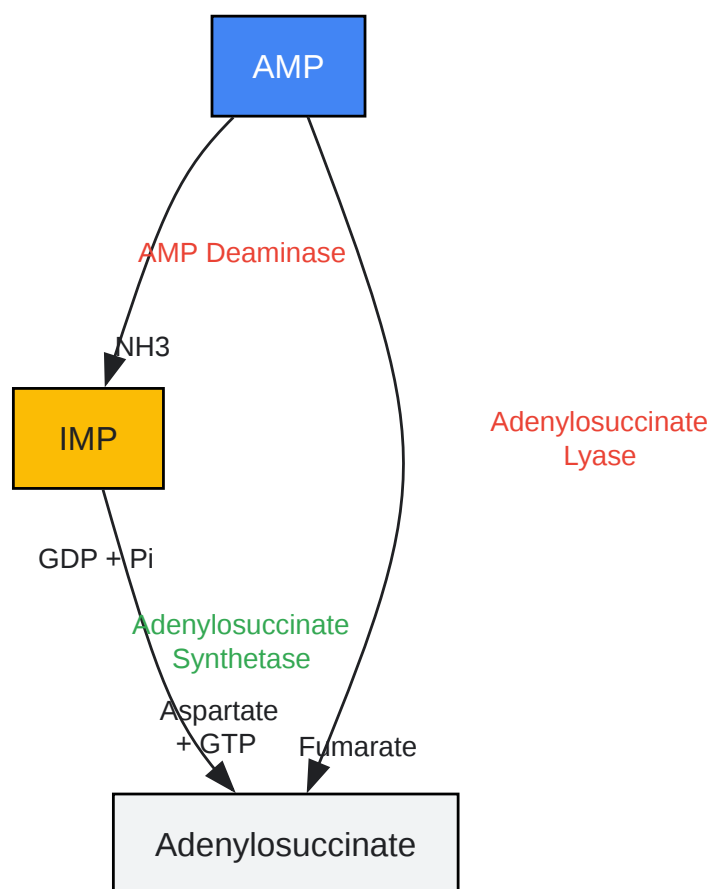 AMP
AMP Deaminase
NH3
IMP
Adenylosuccinate
Lyase
GDP + Pi
Adenylosuccinate
Synthetase
Aspartate
+ GTP
Fumarate
Adenylosuccinate